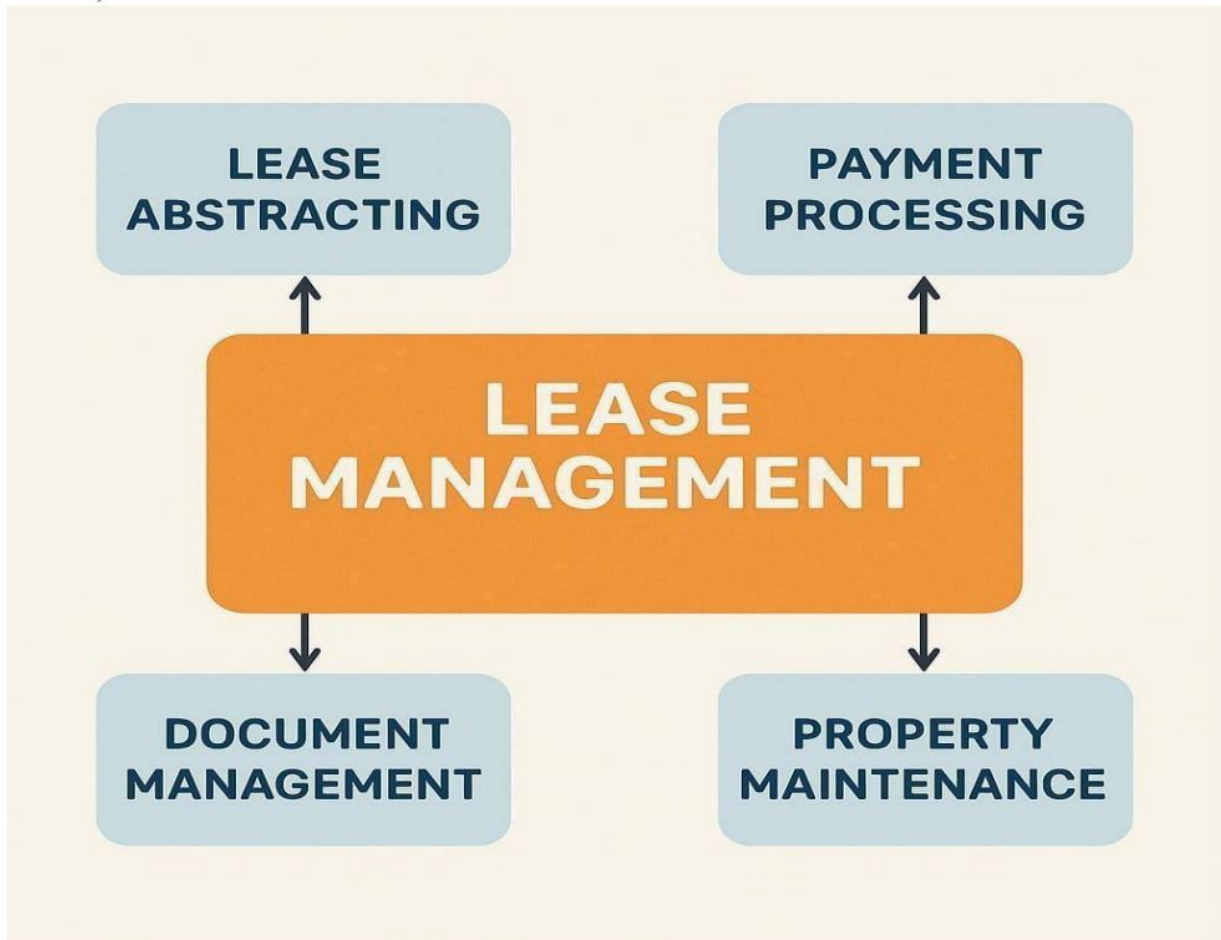 LEASE
ABSTRACTING
PAYMENT
PROCESSING
LEASE
MANAGEMENT
DOCUMENT
MANAGEMENT
PROPERTY
MAINTENANCE